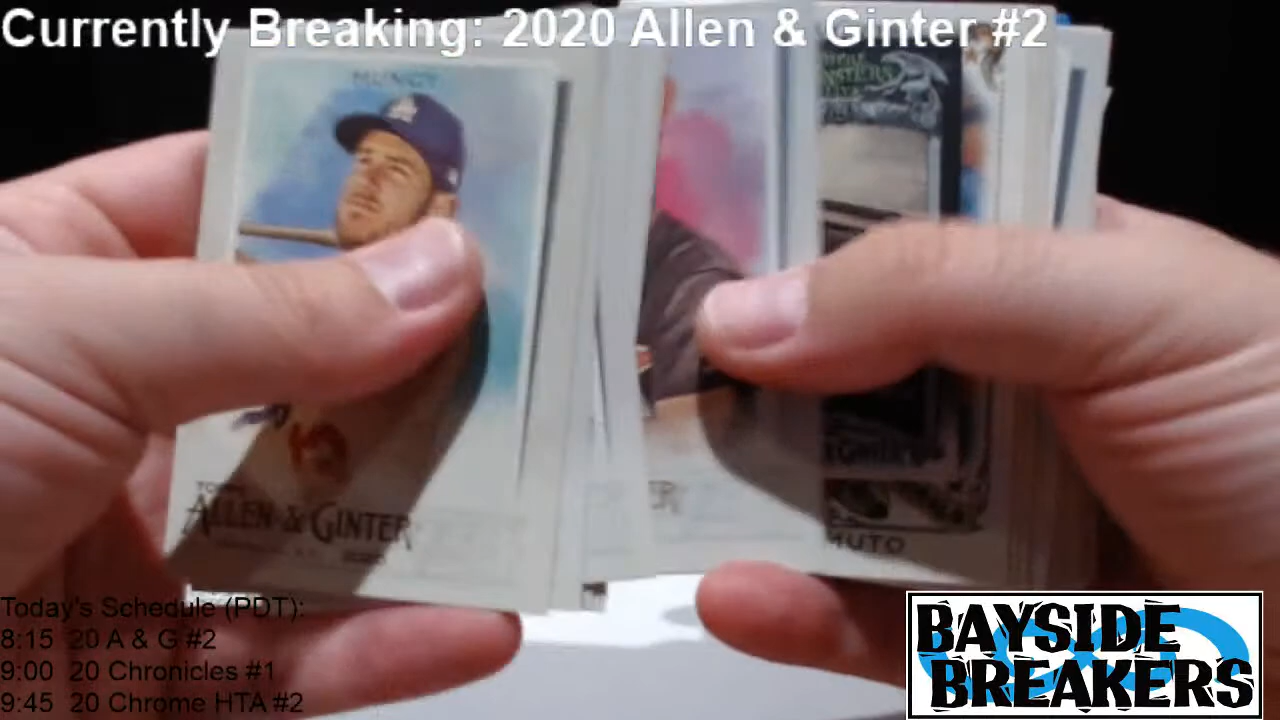 Currently Breaking: 2020 Allen & Ginter #2
MUNCY
ALLEN & GINTER
MUTO
Today's Schedule (PDT):
8:15 20 A & G #2
9:00 20 Chronicles #1
9:45 20 Chrome HTA #2
BAYSIDE
BREAKERS